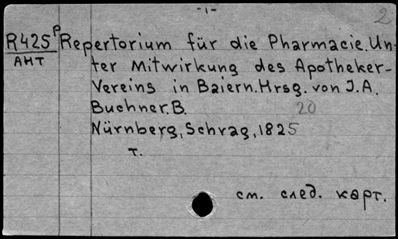 -1-
2
R425 P Repertorium für die Pharmacie. Un-
АНТ ter Mitwirkung des Apotheker-
Vereins in Baiern. Hrsg. von J.A.
Buchner. B. 20
Nürnberg, Schrag, 1825
т.
см. след. карт.